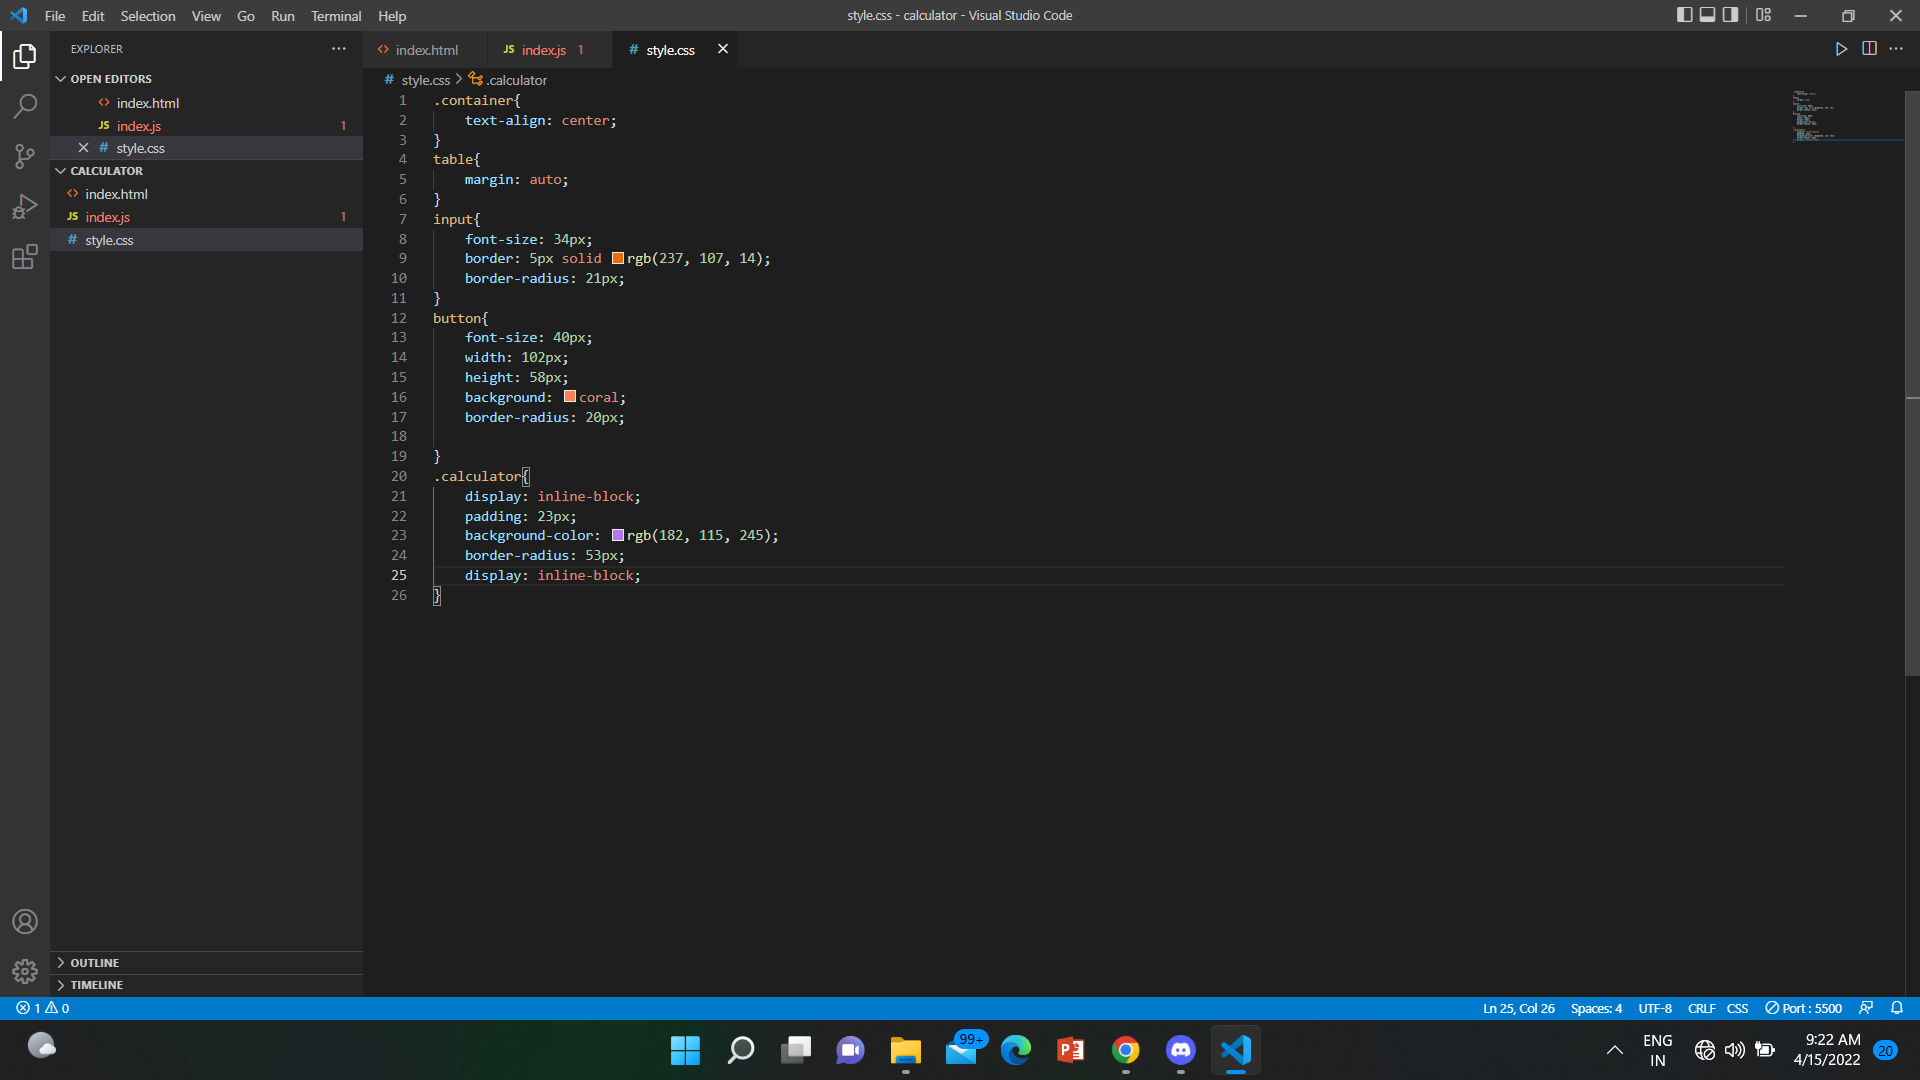 File Edit Selection View Go Run Terminal Help
style.css - calculator - Visual Studio Code
EXPLORER
OPEN EDITORS
index.html
JS index.js 1
# style.css
CALCULATOR
index.html
JS index.js 1
# style.css
OUTLINE
TIMELINE
index.html
JS index.js 1
# style.css
# style.css > .calculator
1 .container{
2     text-align: center;
3 }
4 table{
5     margin: auto;
6 }
7 input{
8     font-size: 34px;
9     border: 5px solid rgb(237, 107, 14);
10     border-radius: 21px;
11 }
12 button{
13     font-size: 40px;
14     width: 102px;
15     height: 58px;
16     background: coral;
17     border-radius: 20px;
18
19 }
20 .calculator{
21     display: inline-block;
22     padding: 23px;
23     background-color: rgb(182, 115, 245);
24     border-radius: 53px;
25     display: inline-block;
26 }
1 0
Ln 25, Col 26 Spaces: 4 UTF-8 CRLF CSS Port : 5500
99+
ENG
IN
9:22 AM
4/15/2022
20